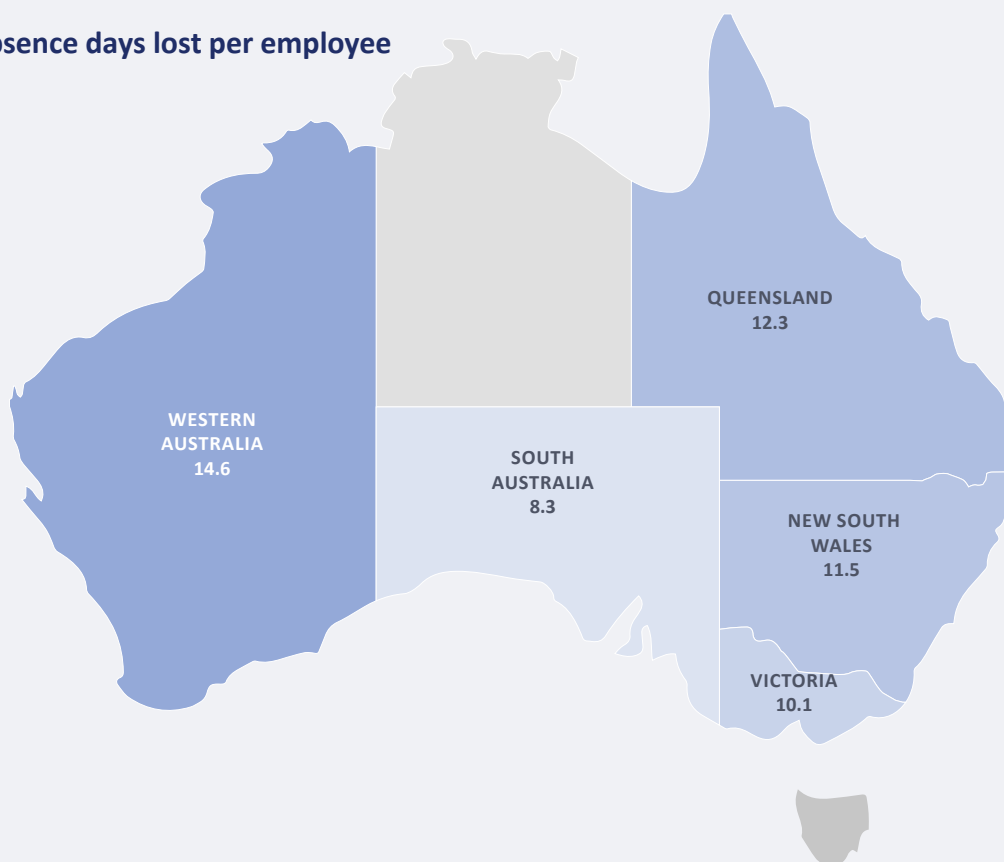 days lost per employee
QUEENSLAND
12.3
WESTERN
AUSTRALIA
14.6
SOUTH
AUSTRALIA
8.3
NEW SOUTH
WALES
11.5
VICTORIA
10.1